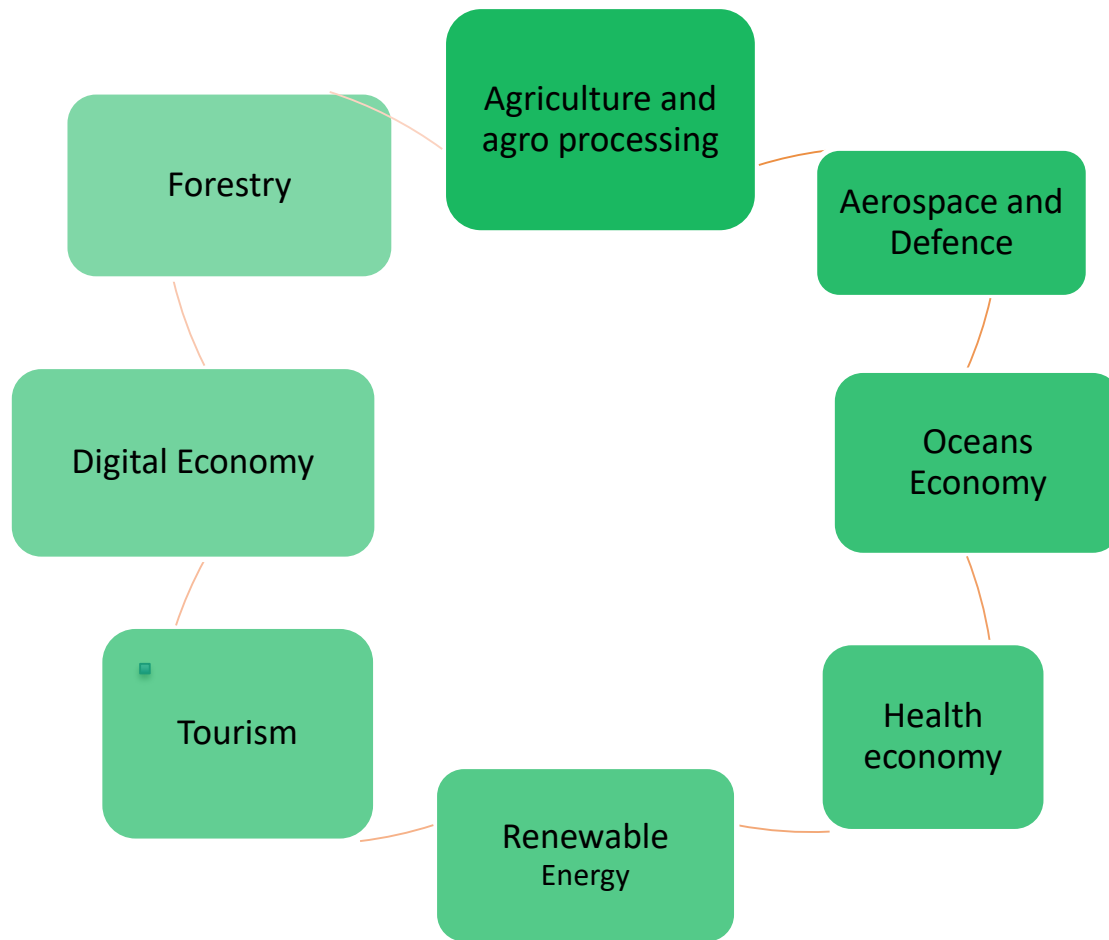 Agriculture and
agro processing
Forestry
Aerospace and
Defence
Digital Economy
Oceans
Economy
Tourism
Health
economy
Renewable
Energy